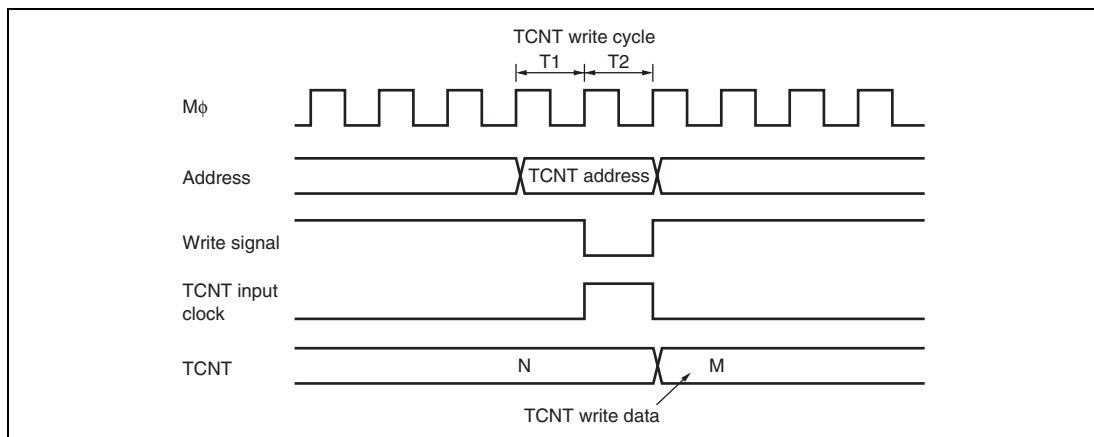 TCNT write cycle
T1 T2
Mϕ
Address
TCNT address
Write signal
TCNT input
clock
TCNT
N
M
TCNT write data